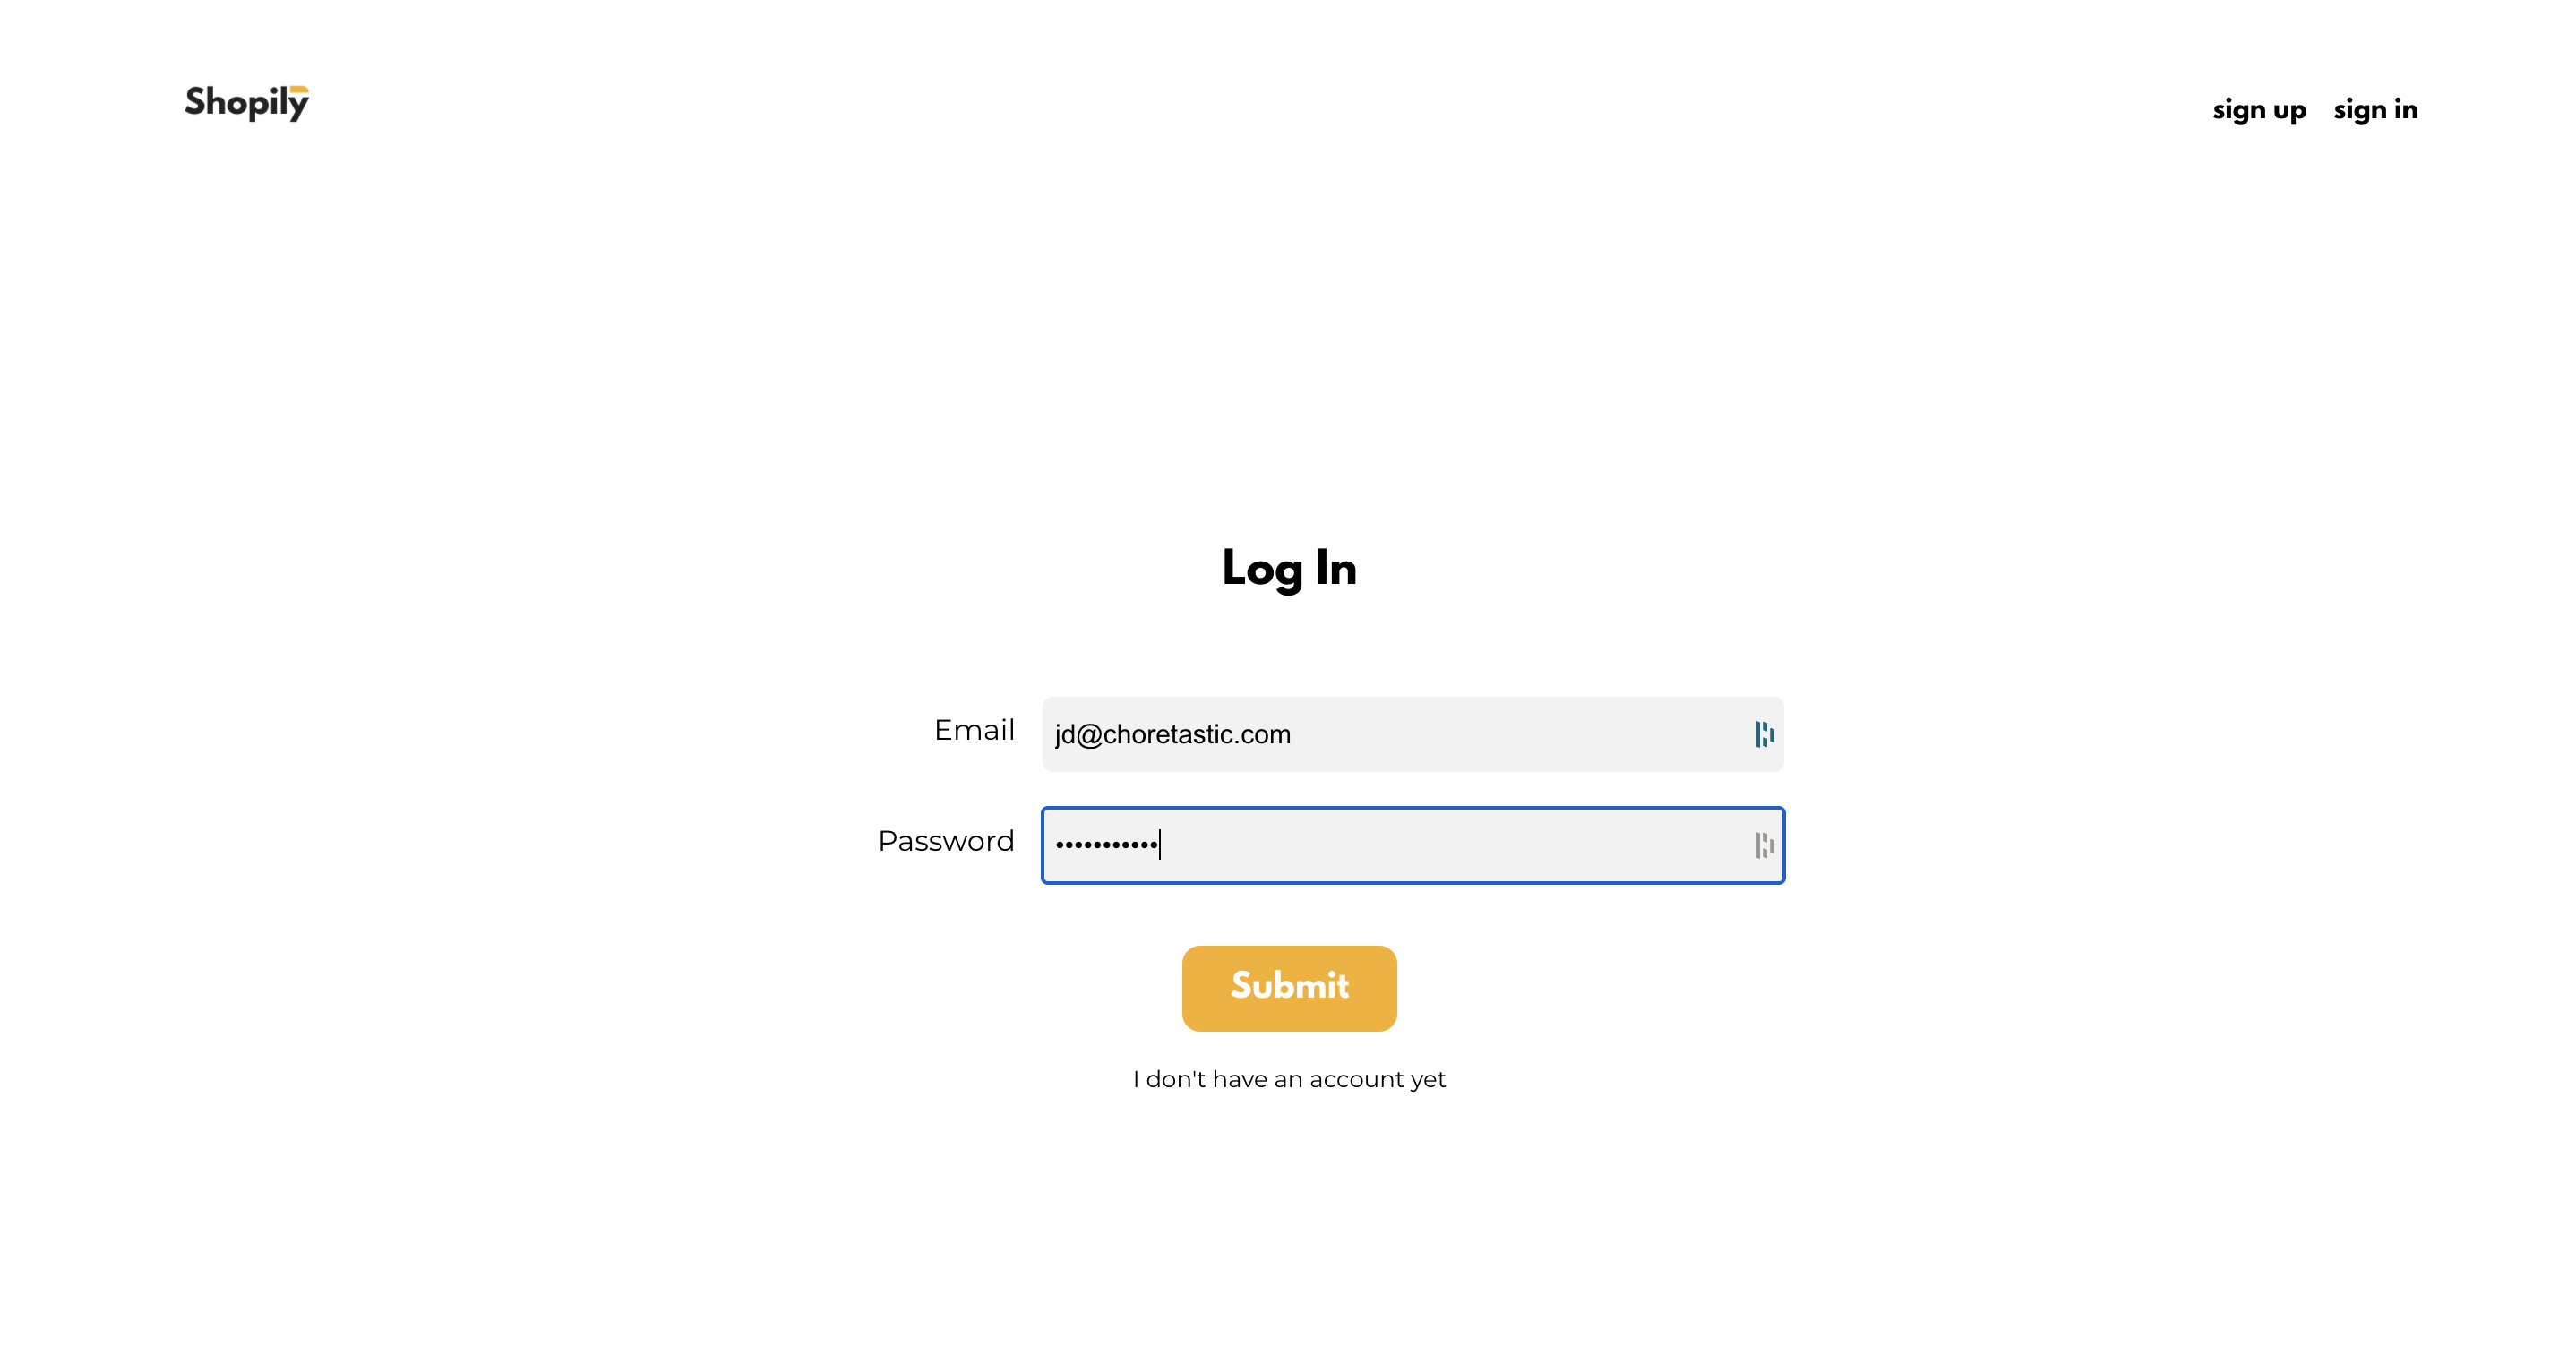 Shopily
sign up sign in
Log In
Email jd@choretastic.com
Password •••••••••••
Submit
I don't have an account yet